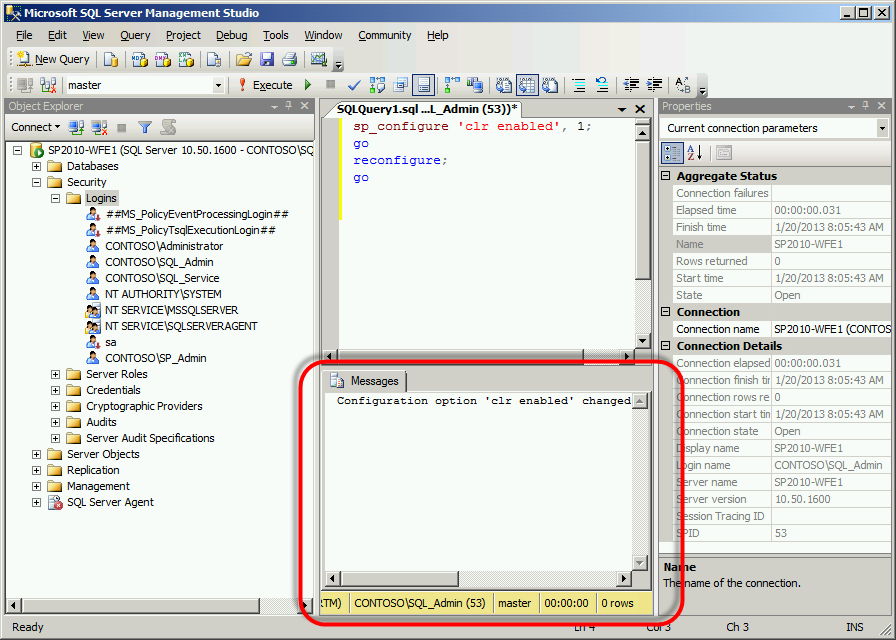 Microsoft SQL Server Management Studio
File Edit View Query Project Debug Tools Window Community Help
New Query
master Execute
Object Explorer
Connect
SP2010-WFE1 (SQL Server 10.50.1600 - CONTOSO\SQ
Databases
Security
Logins
##MS_PolicyEventProcessingLogin##
##MS_PolicyTsqlExecutionLogin##
CONTOSO\Administrator
CONTOSO\SQL_Admin
CONTOSO\SQL_Service
NT AUTHORITY\SYSTEM
NT SERVICE\MSSQLSERVER
NT SERVICE\SQLSERVERAGENT
sa
CONTOSO\SP_Admin
Server Roles
Credentials
Cryptographic Providers
Audits
Server Audit Specifications
Server Objects
Replication
Management
SQL Server Agent
SQLQuery1.sql ...L_Admin (53))*
sp_configure 'clr enabled', 1;
go
reconfigure;
go
Messages
Configuration option 'clr enabled' changed
RTM) CONTOSO\SQL_Admin (53) master 00:00:00 0 rows
Properties
Current connection parameters
Aggregate Status
Connection failures
Elapsed time 00:00:00.031
Finish time 1/20/2013 8:05:43 AM
Name SP2010-WFE1
Rows returned 0
Start time 1/20/2013 8:05:43 AM
State Open
Connection
Connection name SP2010-WFE1 (CONTOS
Connection Details
Connection elapsed 00:00:00.031
Connection finish tir 1/20/2013 8:05:43 AM
Connection rows re 0
Connection start tin 1/20/2013 8:05:43 AM
Connection state Open
Display name SP2010-WFE1
Login name CONTOSO\SQL_Admin
Server name SP2010-WFE1
Server version 10.50.1600
Session Tracing ID
SPID 53
Name
The name of the connection.
Ready Ln 4 Col 3 Ch 3 INS